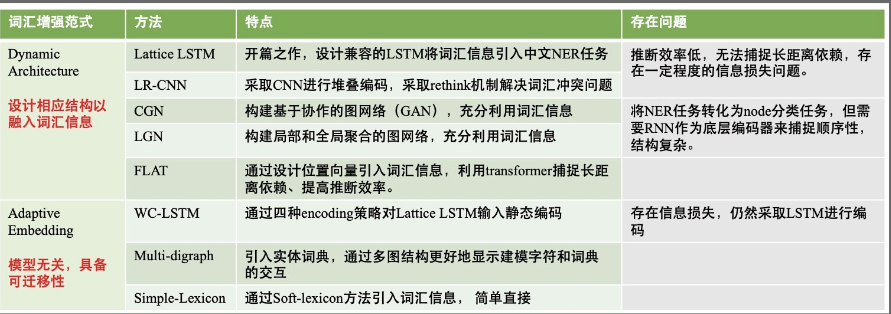 词汇增强范式 方法 特点 存在问题
Dynamic
Architecture
设计相应结构以
融入词汇信息
Lattice LSTM 开篇之作，设计兼容的LSTM将词汇信息引入中文NER任务
推断效率低，无法捕捉长距离依赖，存
在一定程度的信息损失问题。
LR-CNN 采取CNN进行堆叠编码，采取rethink机制解决词汇冲突问题
CGN 构建基于协作的图网络（GAN），充分利用词汇信息
将NER任务转化为node分类任务，但需
要RNN作为底层编码器来捕捉顺序性，
结构复杂。
LGN 构建局部和全局聚合的图网络，充分利用词汇信息
FLAT 通过设计位置向量引入词汇信息，利用transformer捕捉长距
离依赖、提高推断效率。
Adaptive
Embedding
模型无关，具备
可迁移性
WC-LSTM 通过四种encoding策略对Lattice LSTM输入静态编码
存在信息损失，仍然采取LSTM进行编
码
Multi-digraph 引入实体词典，通过多图结构更好地显示建模字符和词典
的交互
Simple-Lexicon 通过Soft-lexicon方法引入词汇信息， 简单直接